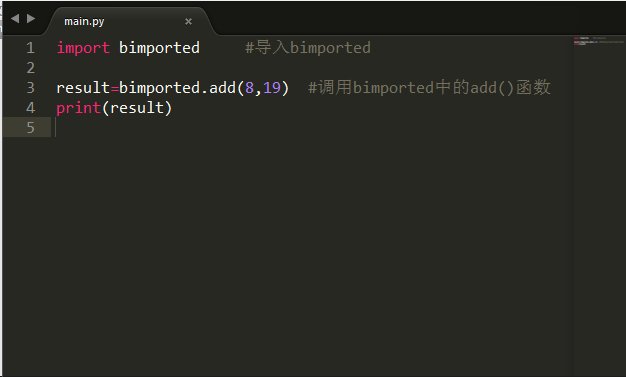 main.py
1 import bimported     #导入bimported
2
3 result=bimported.add(8,19)  #调用bimported中的add()函数
4 print(result)
5